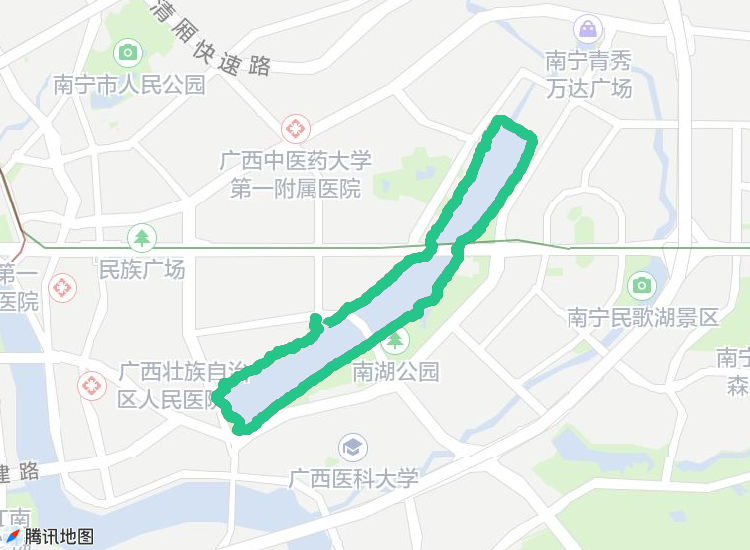 清厢快速路
南宁市人民公园
南宁青秀
万达广场
广西中医药大学
第一附属医院
民族广场
第一
医院
南宁民歌湖景区
广西壮族自治
区人民医院
南湖公园
南宁
森
广西医科大学
建路
江南
腾讯地图